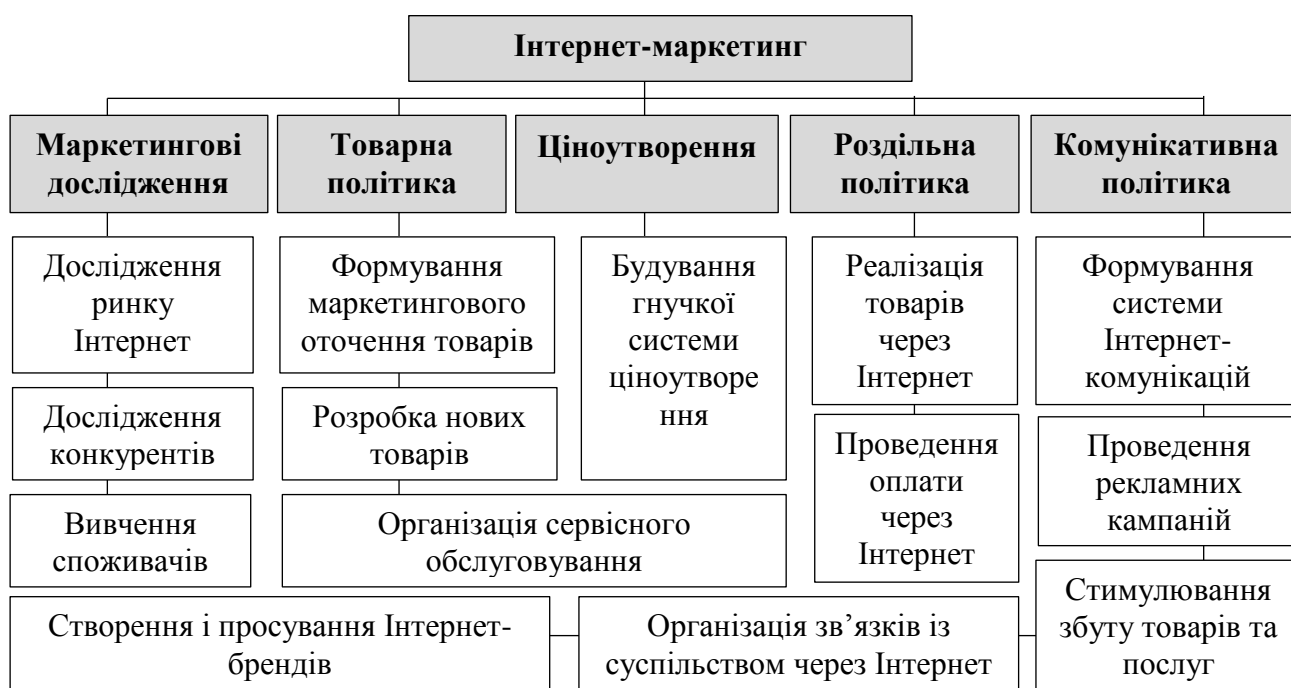 Інтернет-маркетинг
Маркетингові
дослідження
Товарна
політика
Ціноутворення
Роздільна
політика
Комунікативна
політика
Дослідження
ринку
Інтернет
Дослідження
конкурентів
Вивчення
споживачів
Формування
маркетингового
оточення товарів
Розробка нових
товарів
Організація сервісного
обслуговування
Будування
гнучкої
системи
ціноутворе
ння
Реалізація
товарів
через
Інтернет
Проведення
оплати
через
Інтернет
Формування
системи
Інтернет-
комунікацій
Проведення
рекламних
кампаній
Стимулювання
збуту товарів та
послуг
Організація зв’язків із
суспільством через Інтернет
Створення і просування Інтернет-
брендів